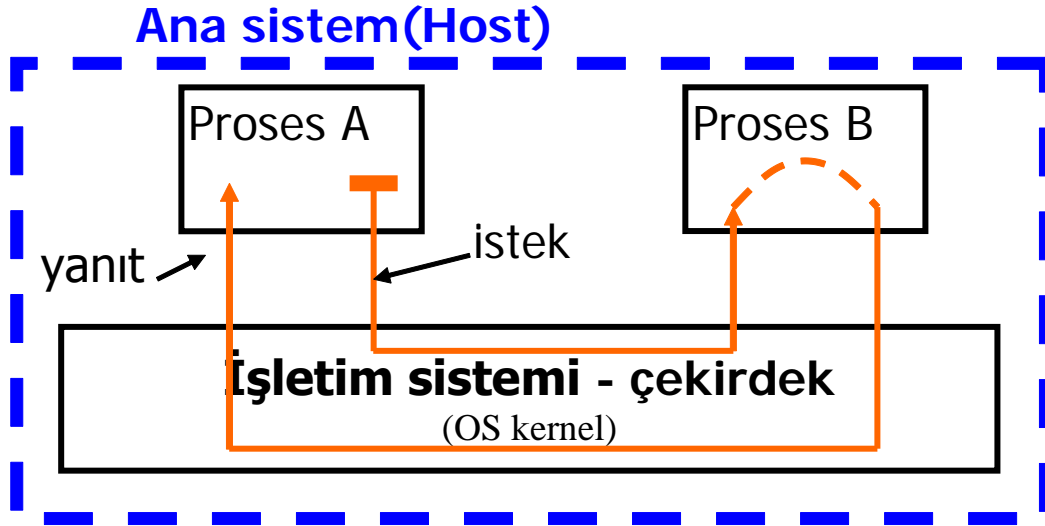 Ana sistem(Host)
Proses A
Proses B
yanıt
istek
İşletim sistemi - çekirdek
(OS kernel)